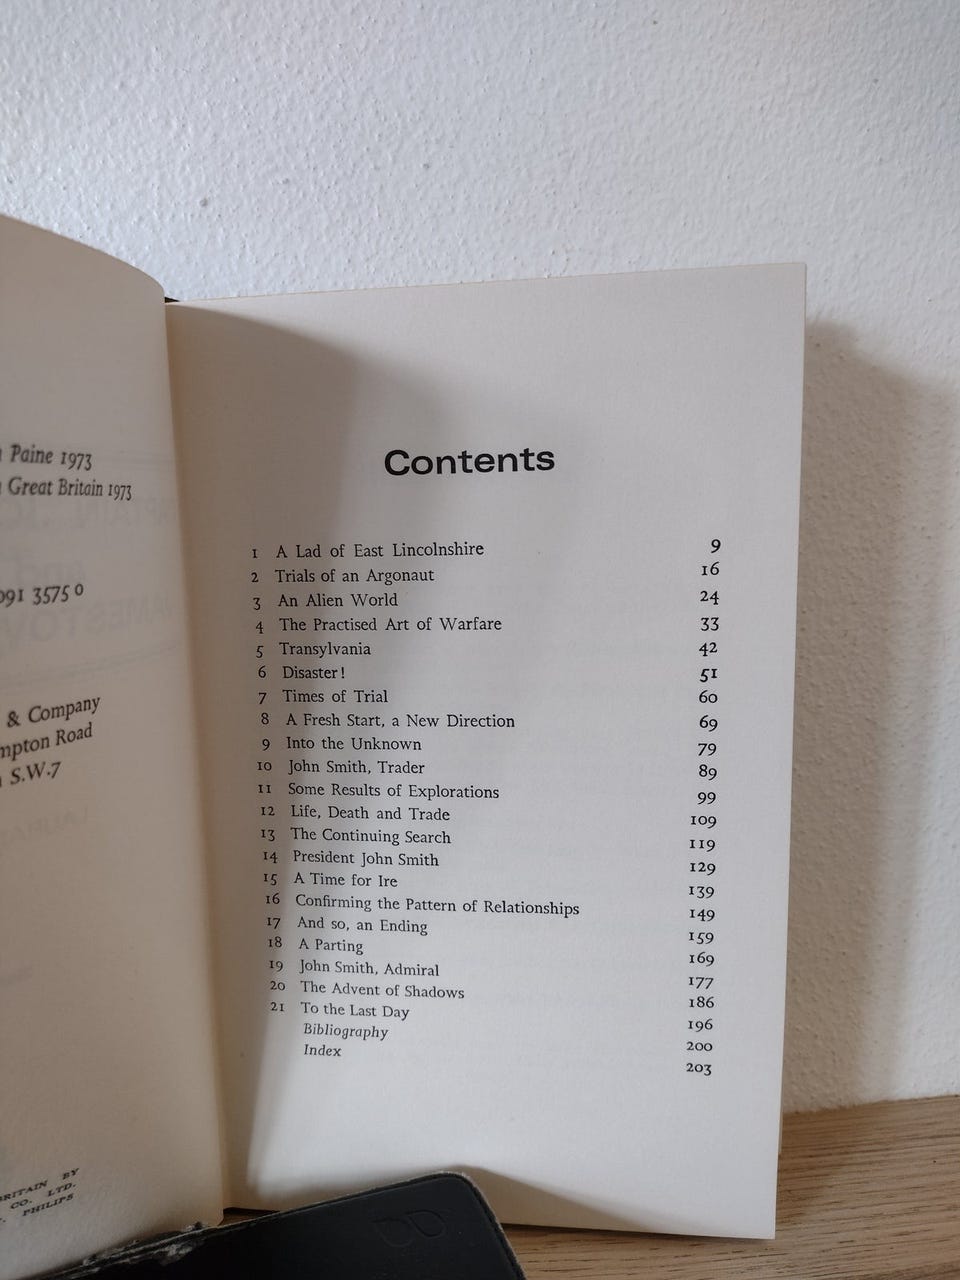 Paine 1973
Great Britain 1973
091 3575 0
& Company
Road
S.W.7
BY
CO. LTD.
PHILIPS
Contents
1 A Lad of East Lincolnshire 9
2 Trials of an Argonaut 16
3 An Alien World 24
4 The Practised Art of Warfare 33
5 Transylvania 42
6 Disaster! 51
7 Times of Trial 60
8 A Fresh Start, a New Direction 69
9 Into the Unknown 79
10 John Smith, Trader 89
11 Some Results of Explorations 99
12 Life, Death and Trade 109
13 The Continuing Search 119
14 President John Smith 129
15 A Time for Ire 139
16 Confirming the Pattern of Relationships 149
17 And so, an Ending 159
18 A Parting 169
19 John Smith, Admiral 177
20 The Advent of Shadows 186
21 To the Last Day 196
Bibliography 200
Index 203